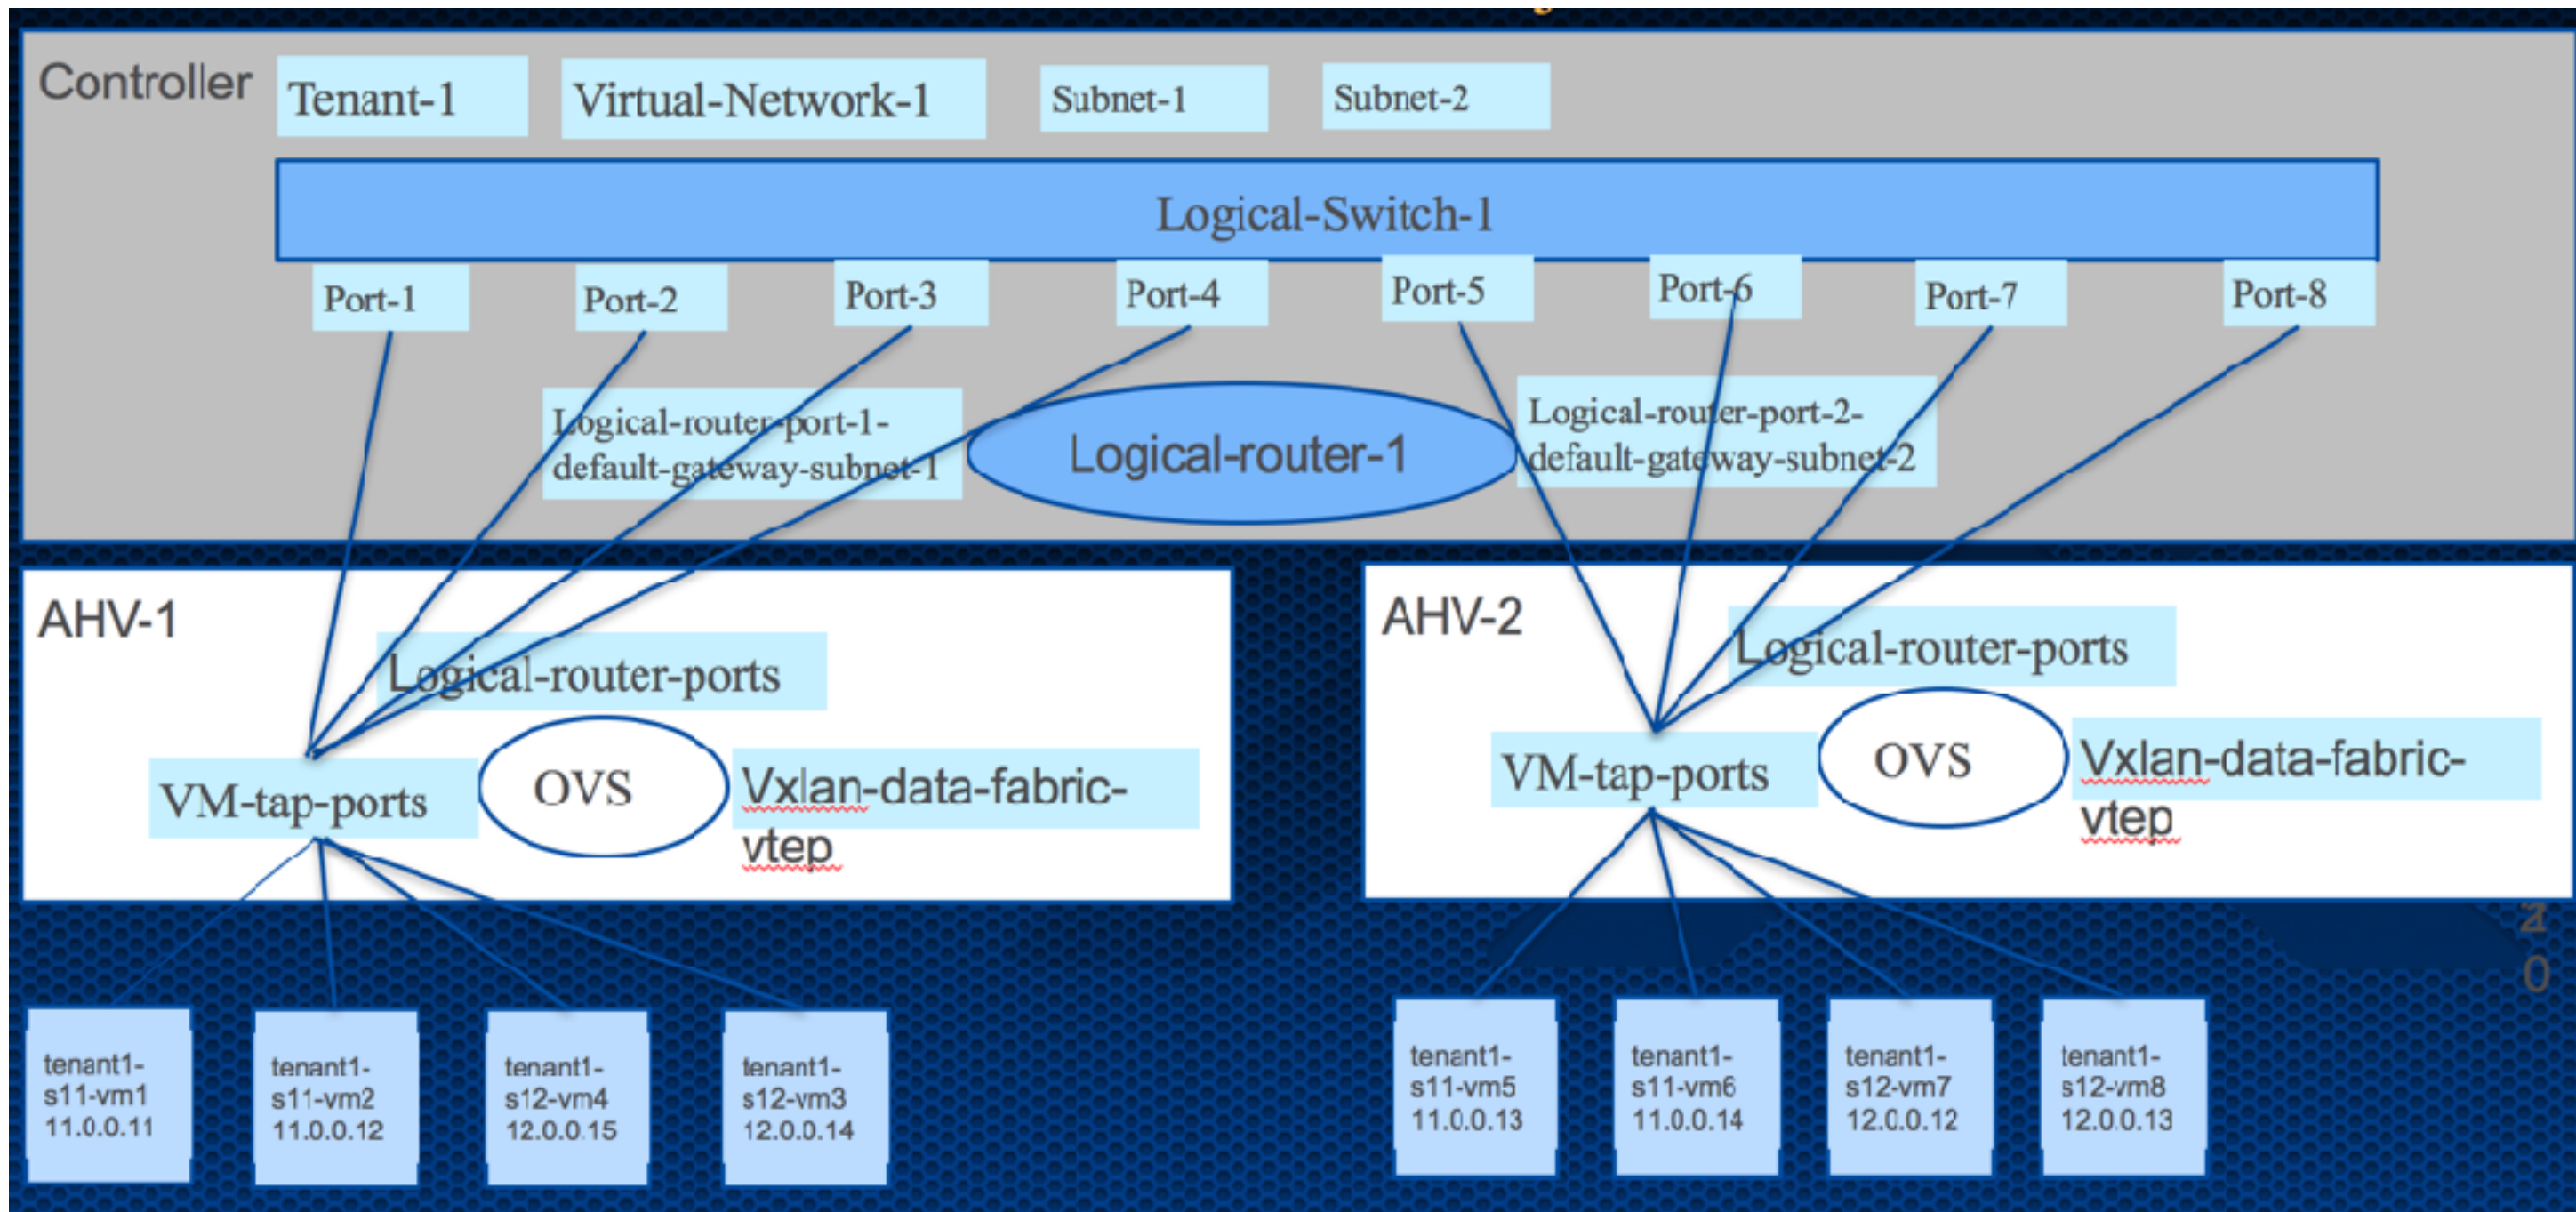 Controller
Tenant-1
Virtual-Network-1
Subnet-1
Subnet-2
Logical-Switch-1
Port-1
Port-2
Port-3
Port-4
Port-5
Port-6
Port-7
Port-8
Logical-router-port-1-
default-gateway-subnet-1
Logical-router-1
Logical-router-port-2-
default-gateway-subnet-2
AHV-1
Logical-router-ports
VM-tap-ports
OVS
Vxlan-data-fabric-
vtep
AHV-2
Logical-router-ports
VM-tap-ports
OVS
Vxlan-data-fabric-
vtep
0
tenant1-
s11-vm1
11.0.0.11
tenant1-
s11-vm2
11.0.0.12
tenant1-
s12-vm4
12.0.0.15
tenant1-
s12-vm3
12.0.0.14
tenant1-
s11-vm5
11.0.0.13
tenant1-
s11-vm6
11.0.0.14
tenant1-
s12-vm7
12.0.0.12
tenant1-
s12-vm8
12.0.0.13